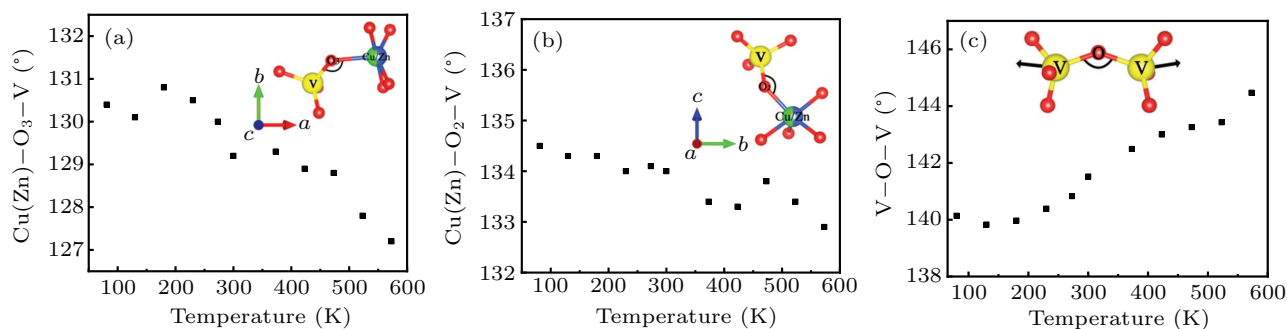 (a)
Cu(Zn)−O₃−V (°)
132
131
130
129
128
127
100 200 300 400 500 600
Temperature (K)
V
O₃
Cu/Zn
b
c
a
(b)
Cu(Zn)−O₂−V (°)
137
136
135
134
133
132
100 200 300 400 500 600
Temperature (K)
V
O₂
Cu/Zn
c
a
b
(c)
V−O−V (°)
146
144
142
140
138
100 200 300 400 500 600
Temperature (K)
V
O
V